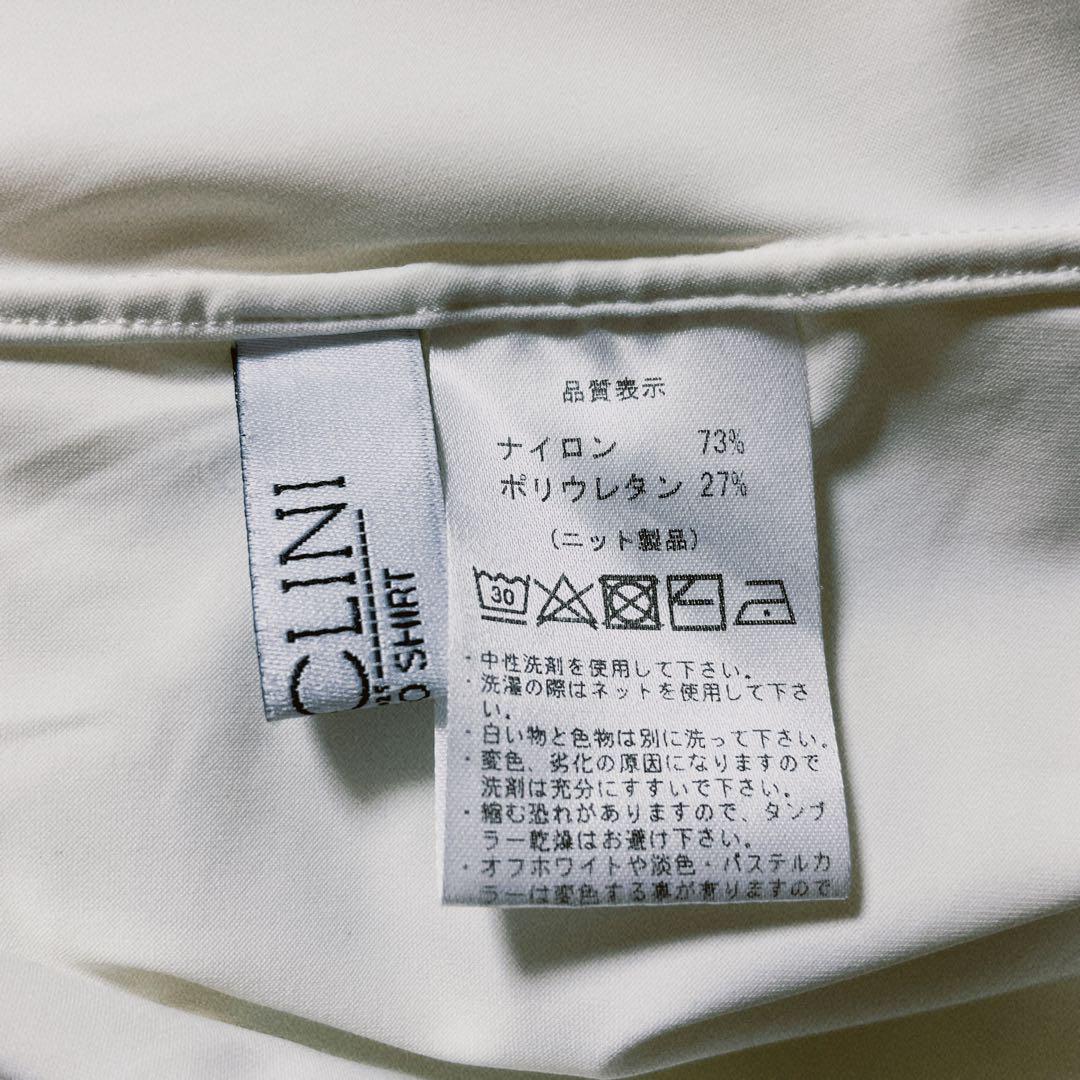 品質表示
ナイロン 73%
ポリウレタン 27%
(ニット製品)
30
・中性洗剤を使用して下さい。
・洗濯の際はネットを使用して下さ
い。
・白い物と色物は別に洗って下さい。
・変色、劣化の原因になりますので
洗剤は充分にすすいで下さい。
・縮む恐れがありますので、タンブ
ラー乾燥はお避け下さい。
・オフホワイトや淡色・パステルカ
ラーは変色する事が有りますので
CLINI
O SHIRT